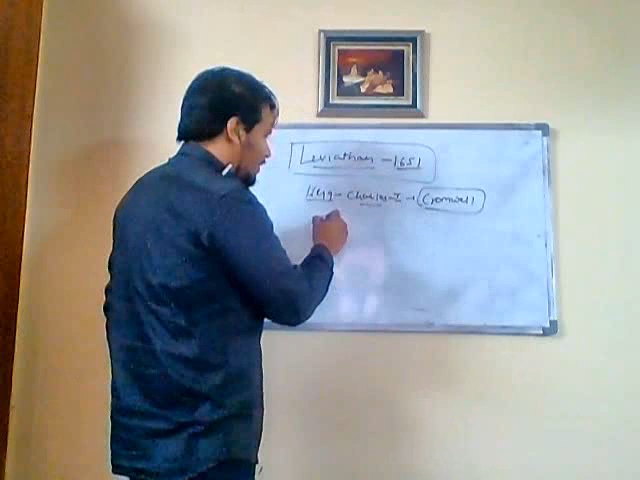 Leviathan - 1651
1649 - Charles-I → Cromwell